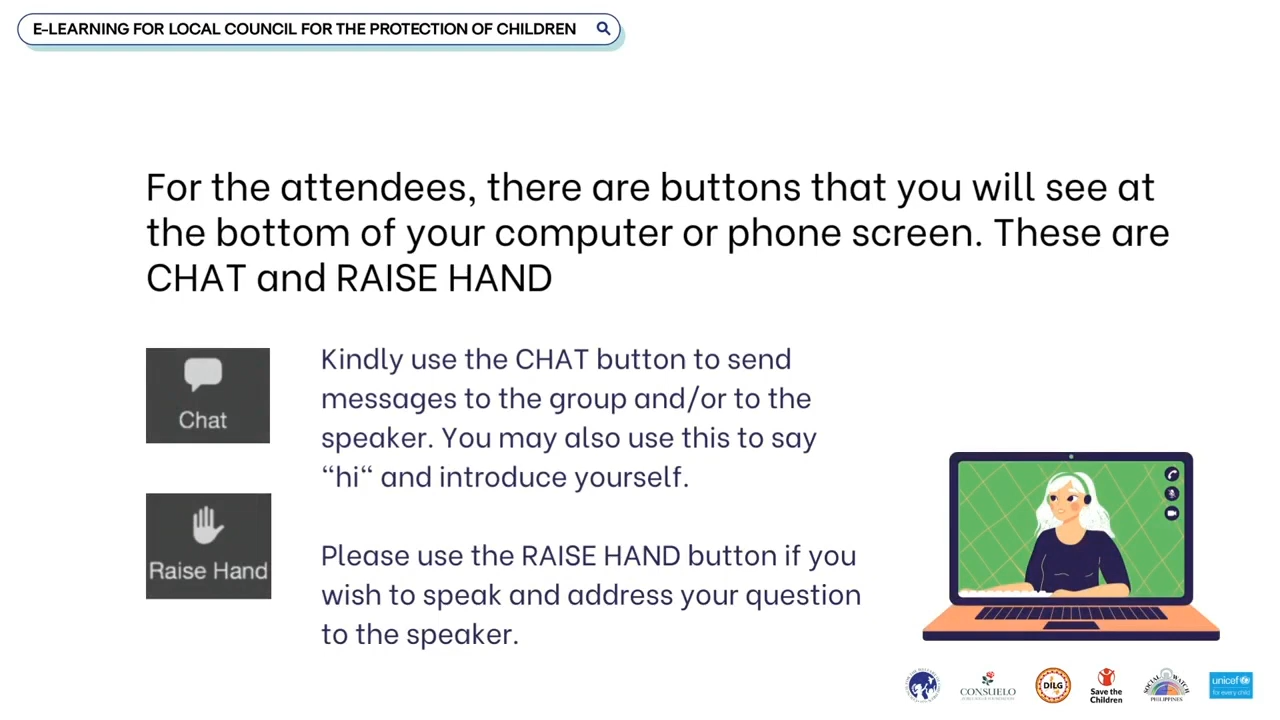 E-LEARNING FOR LOCAL COUNCIL FOR THE PROTECTION OF CHILDREN
For the attendees, there are buttons that you will see at
the bottom of your computer or phone screen. These are
CHAT and RAISE HAND
Chat
Kindly use the CHAT button to send
messages to the group and/or to the
speaker. You may also use this to say
"hi" and introduce yourself.
Raise Hand
Please use the RAISE HAND button if you
wish to speak and address your question
to the speaker.
CONSUELO
DILG
Save the
Children
SOCIAL WATCH
PHILIPPINES
unicef
for every child